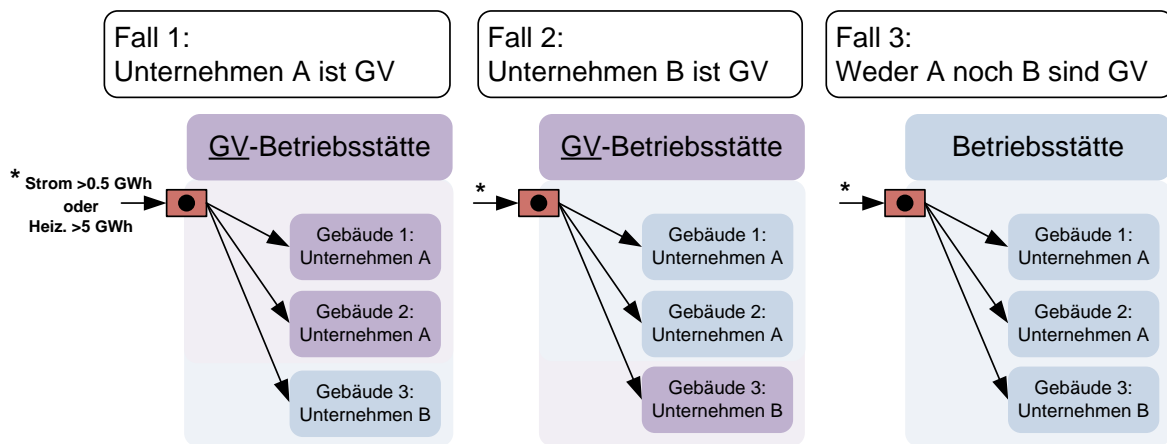 Fall 1:
Unternehmen A ist GV
Fall 2:
Unternehmen B ist GV
Fall 3:
Weder A noch B sind GV
GV-Betriebsstätte
* Strom >0.5 GWh
oder
Heiz. >5 GWh
Gebäude 1:
Unternehmen A
Gebäude 2:
Unternehmen A
Gebäude 3:
Unternehmen B
GV-Betriebsstätte
*
Gebäude 1:
Unternehmen A
Gebäude 2:
Unternehmen A
Gebäude 3:
Unternehmen B
Betriebsstätte
*
Gebäude 1:
Unternehmen A
Gebäude 2:
Unternehmen A
Gebäude 3:
Unternehmen B